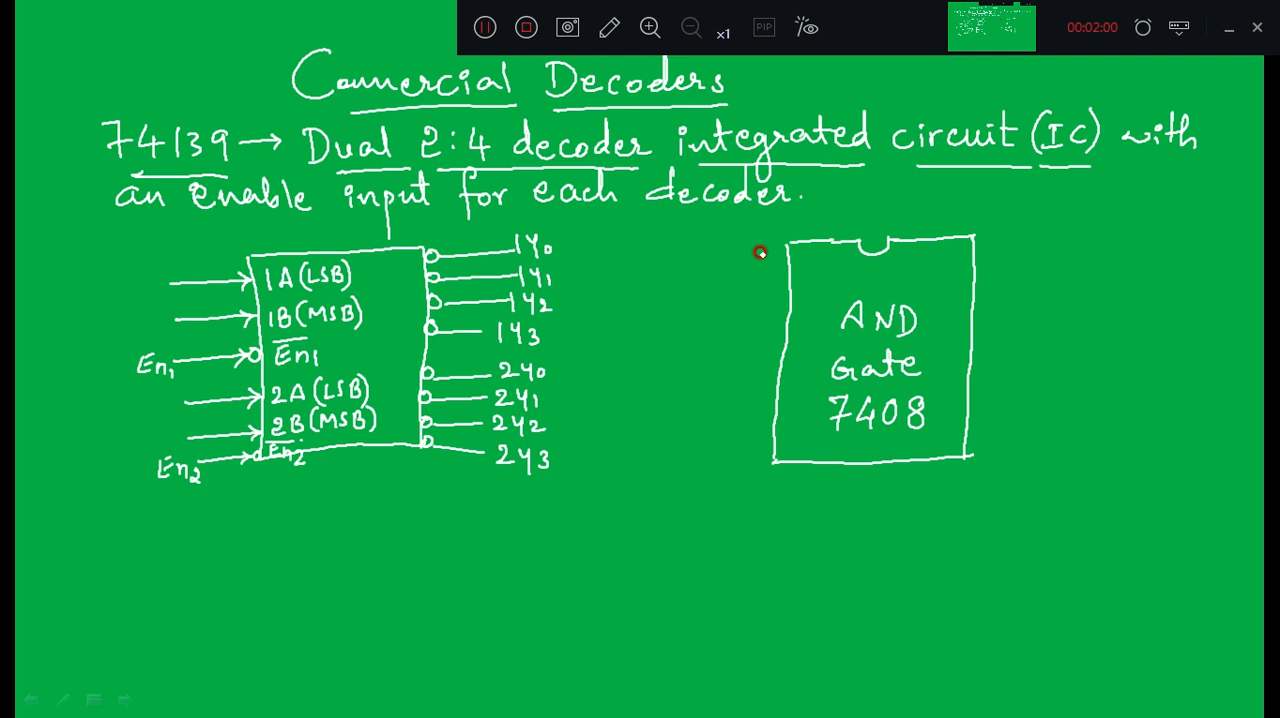 x1
PIP
00:02:00
Commercial Decoders
74139 → Dual 2:4 decoder integrated circuit (IC) with
an enable input for each decoder.
1A (LSB)
1B (MSB)
En1
En1
2A (LSB)
2B (MSB)
En2
En2
1Y0
1Y1
1Y2
1Y3
2Y0
2Y1
2Y2
2Y3
AND
Gate
7408